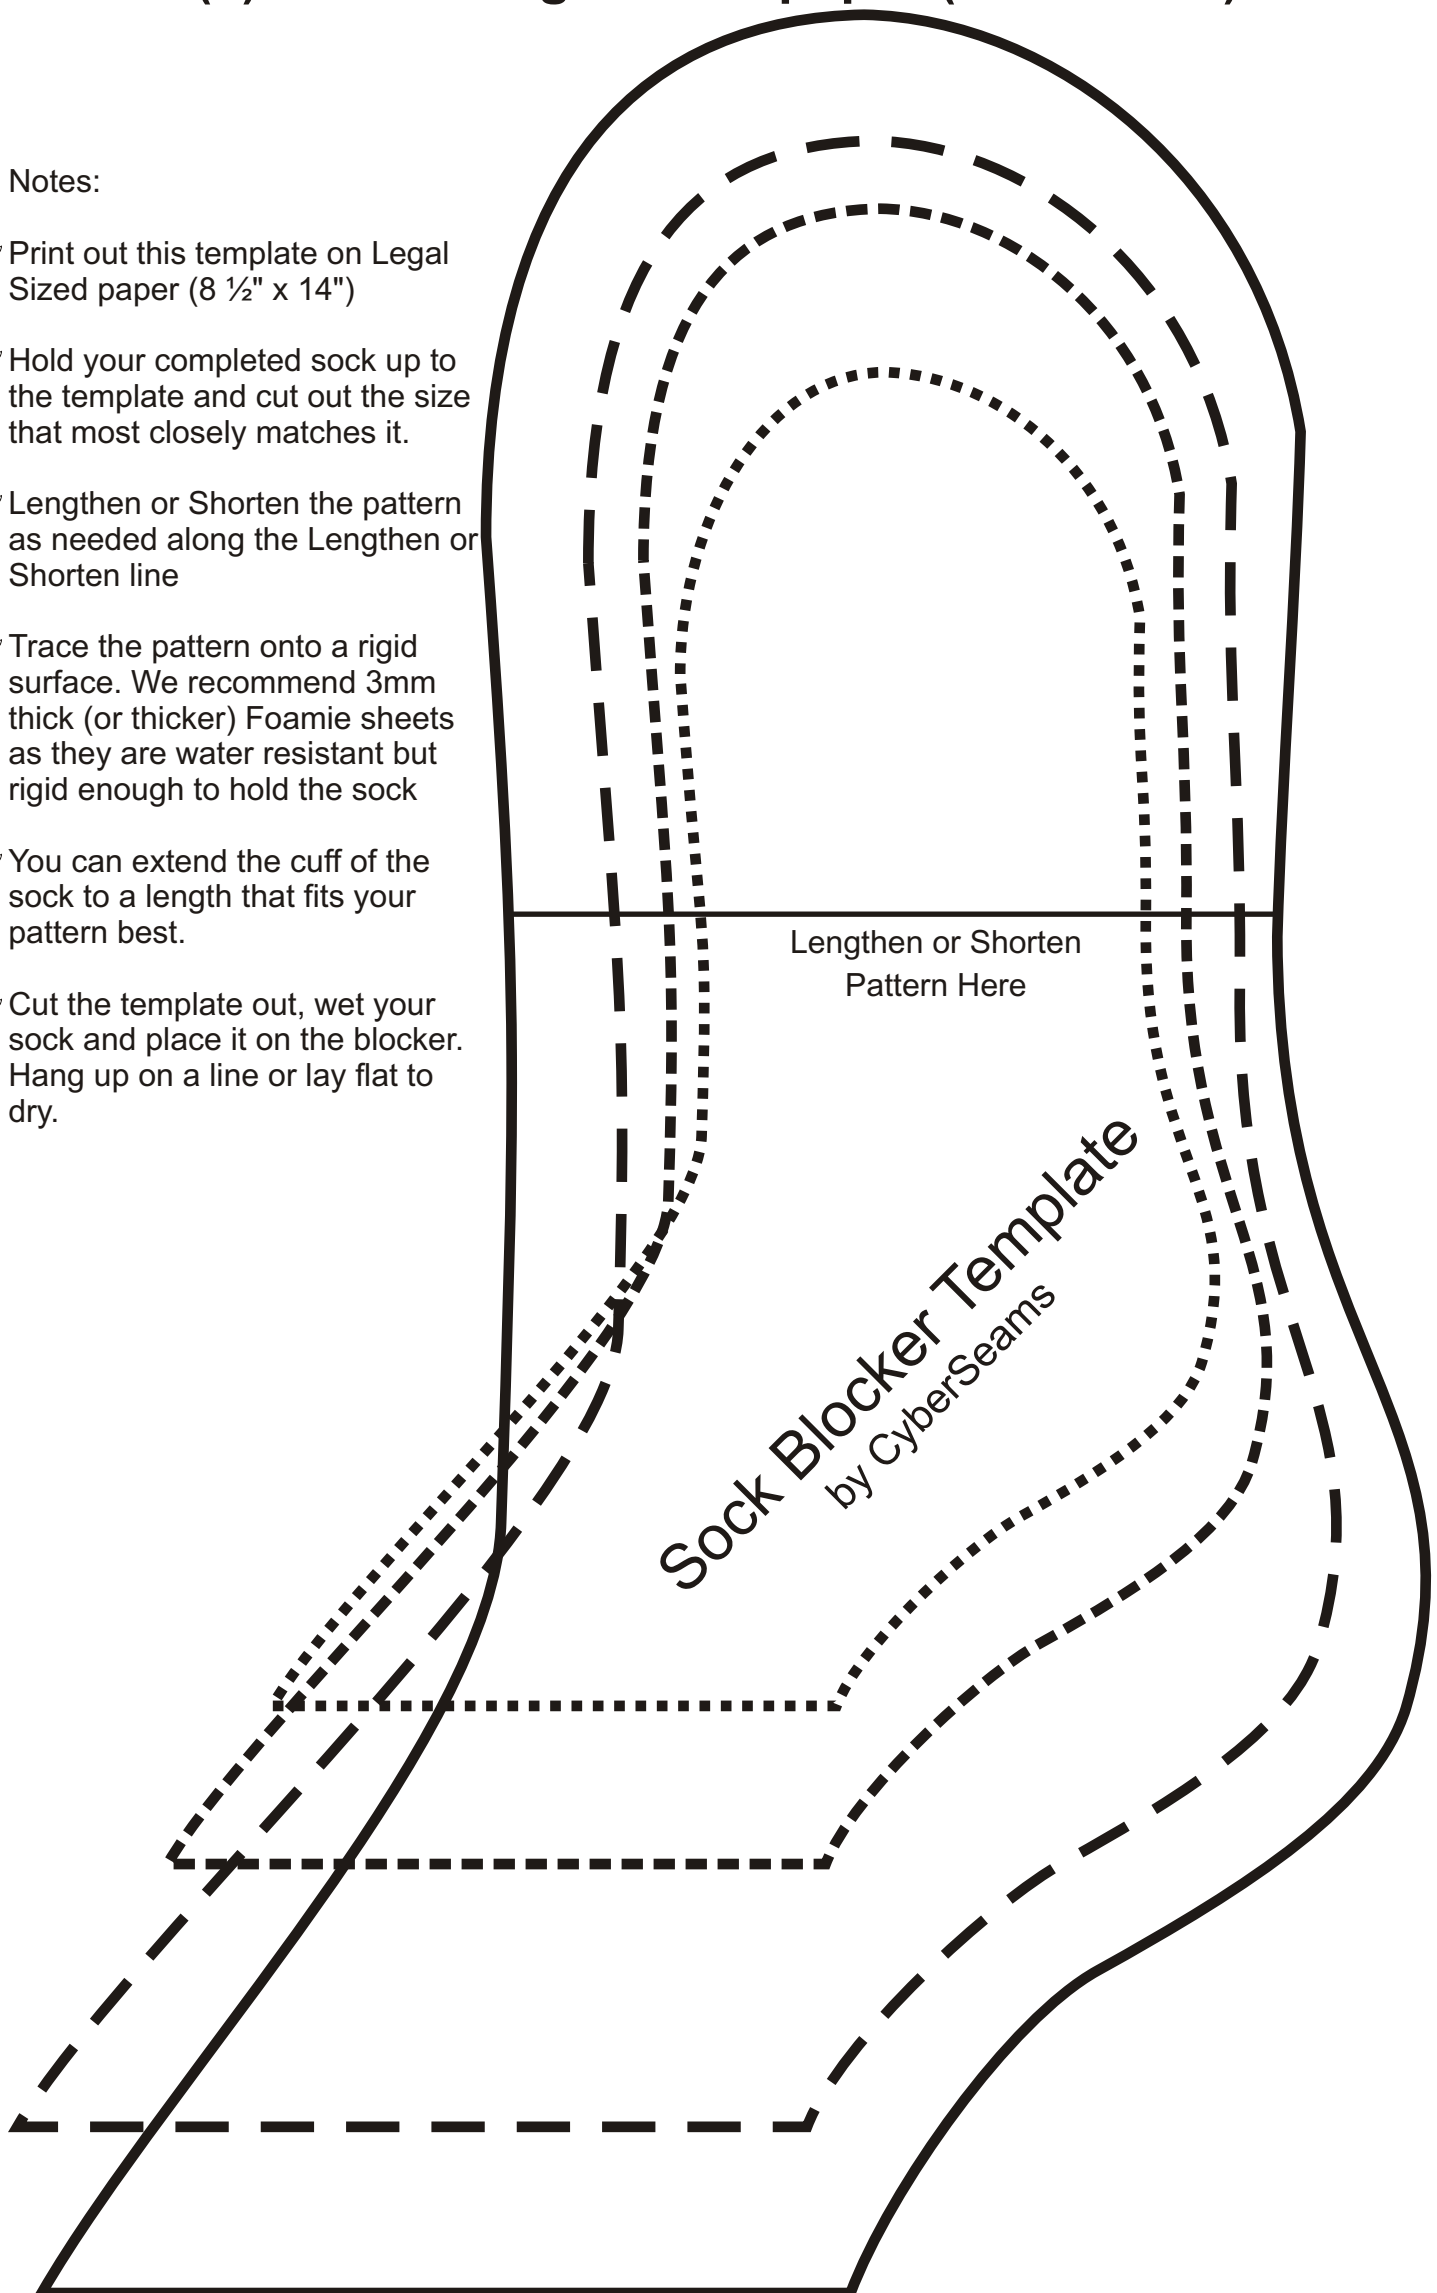 Notes:
Print out this template on Legal
Sized paper (8 ½" x 14")
Hold your completed sock up to
the template and cut out the size
that most closely matches it.
Lengthen or Shorten the pattern
as needed along the Lengthen or
Shorten line
Trace the pattern onto a rigid
surface. We recommend 3mm
thick (or thicker) Foamie sheets
as they are water resistant but
rigid enough to hold the sock
You can extend the cuff of the
sock to a length that fits your
pattern best.
Cut the template out, wet your
sock and place it on the blocker.
Hang up on a line or lay flat to
dry.
Lengthen or Shorten
Pattern Here
Sock Blocker Template
by CyberSeams